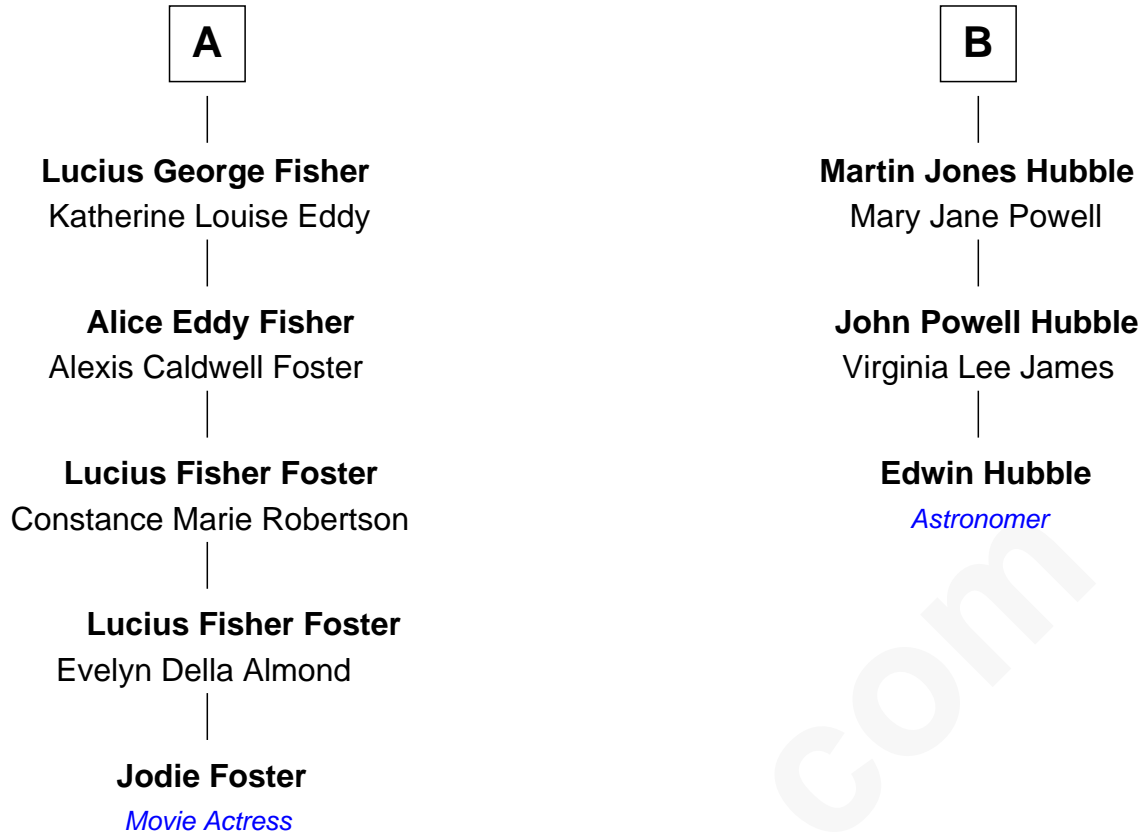 A
Lucius George Fisher
Katherine Louise Eddy
Alice Eddy Fisher
Alexis Caldwell Foster
Lucius Fisher Foster
Constance Marie Robertson
Lucius Fisher Foster
Evelyn Della Almond
Jodie Foster
Movie Actress
B
Martin Jones Hubble
Mary Jane Powell
John Powell Hubble
Virginia Lee James
Edwin Hubble
Astronomer
com